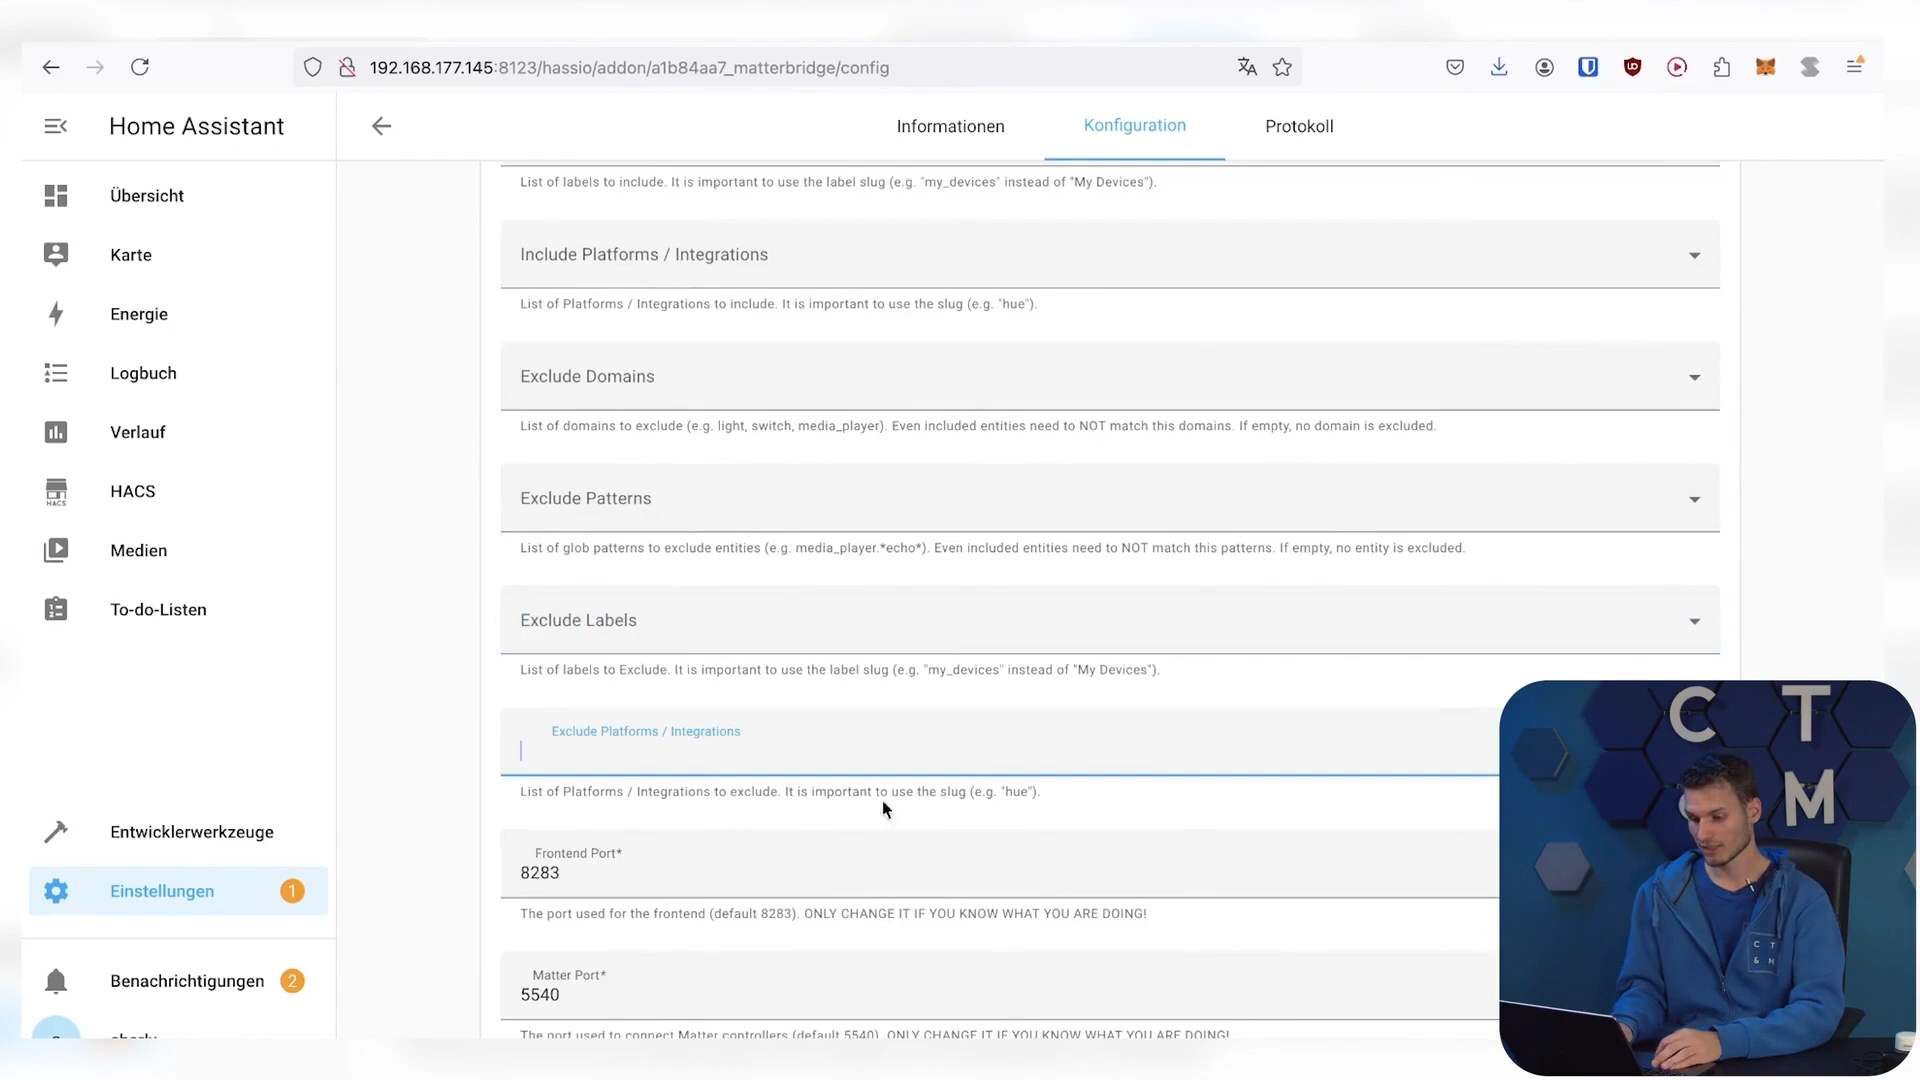 192.168.177.145:8123/hassio/addon/a1b84aa7_matterbridge/config
Home Assistant
Informationen
Konfiguration
Protokoll
Übersicht
Karte
Energie
Logbuch
Verlauf
HACS
HACS
Medien
To-do-Listen
Entwicklerwerkzeuge
Einstellungen
1
Benachrichtigungen
2
List of labels to include. It is important to use the label slug (e.g. "my_devices" instead of "My Devices").
Include Platforms / Integrations
List of Platforms / Integrations to include. It is important to use the slug (e.g. "hue").
Exclude Domains
List of domains to exclude (e.g. light, switch, media_player). Even included entities need to NOT match this domains. If empty, no domain is excluded.
Exclude Patterns
List of glob patterns to exclude entities (e.g. media_player.*echo*). Even included entities need to NOT match this patterns. If empty, no entity is excluded.
Exclude Labels
List of labels to Exclude. It is important to use the label slug (e.g. "my_devices" instead of "My Devices").
Exclude Platforms / Integrations
List of Platforms / Integrations to exclude. It is important to use the slug (e.g. "hue").
Frontend Port*
8283
The port used for the frontend (default 8283). ONLY CHANGE IT IF YOU KNOW WHAT YOU ARE DOING!
Matter Port*
5540
The port used to connect Matter controllers (default 5540). ONLY CHANGE IT IF YOU KNOW WHAT YOU ARE DOING!
C T
M
C T
& M